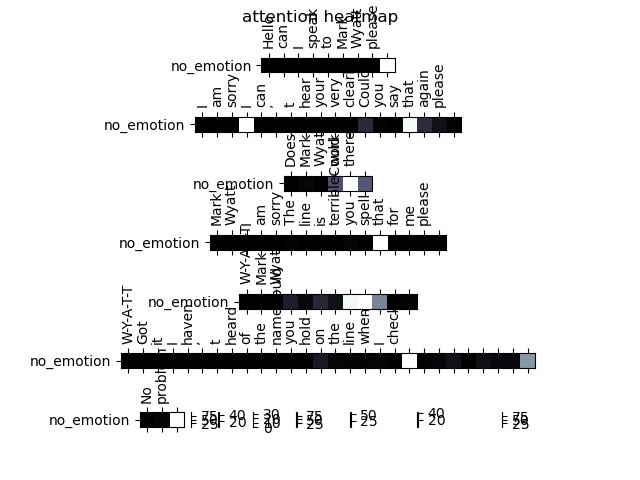 attention heatmap
Hello can I speak to Mark Wyatt please
no_emotion
I am sorry I can ' t hear your very clear Could you say that again please
no_emotion
Does Mark Wyatt work there
no_emotion
Mark Wyatt am sorry The line is terrible Could you spell that for me please
no_emotion
W-Y-A-T-T Mark Wyatt
no_emotion
W-Y-A-T-T Got it I haven ' t heard of the name you hold on the line when I check
no_emotion
No problem
no_emotion
75 40 30 75 50 40 75
25 20 0 25 25 20 25